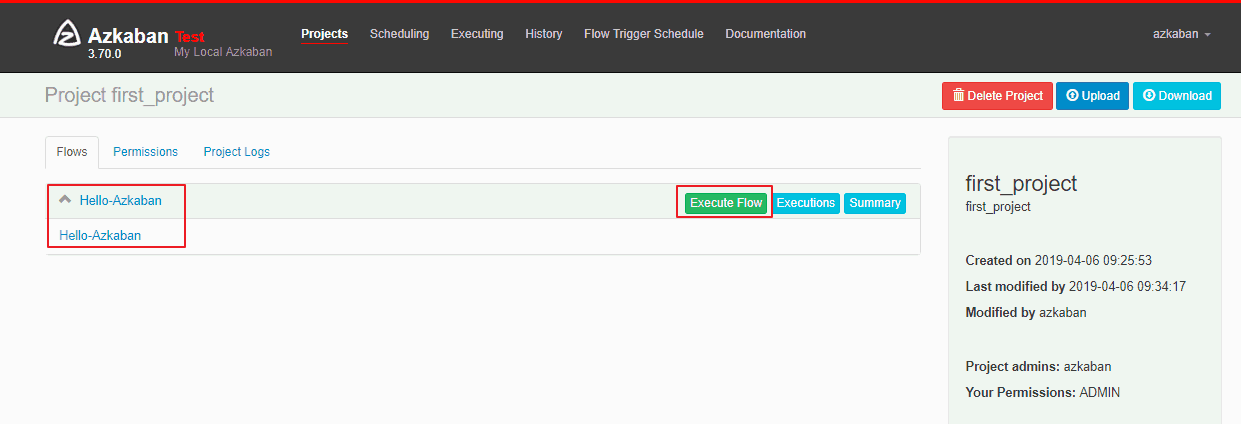 Azkaban Test
3.70.0
My Local Azkaban
Projects Scheduling Executing History Flow Trigger Schedule Documentation
azkaban
Project first_project
Delete Project Upload Download
Flows Permissions Project Logs
Hello-Azkaban
Execute Flow Executions Summary
Hello-Azkaban
first_project
first_project
Created on 2019-04-06 09:25:53
Last modified by 2019-04-06 09:34:17
Modified by azkaban
Project admins: azkaban
Your Permissions: ADMIN